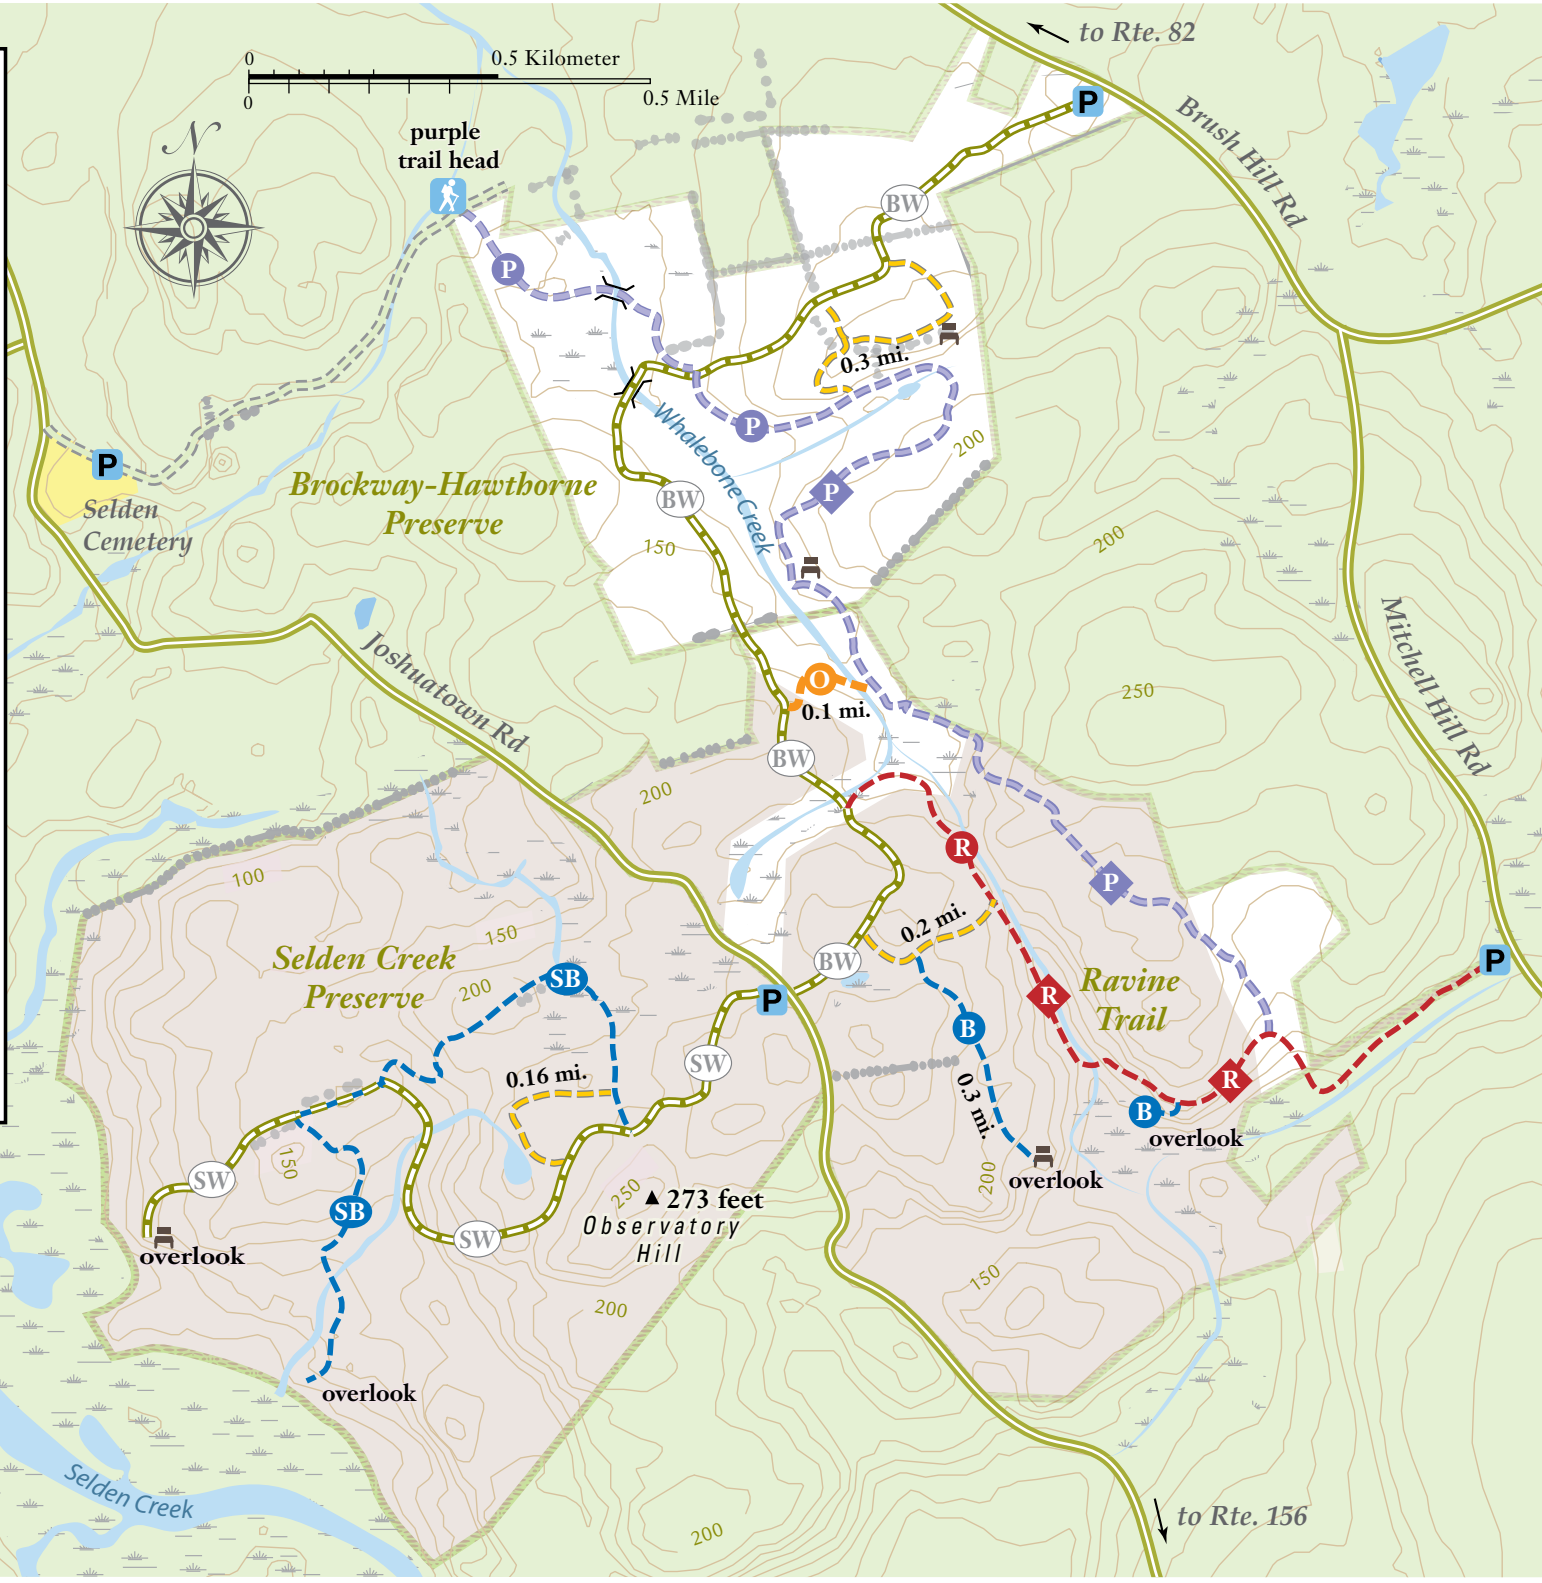 to Rte. 82
0
0.5 Kilometer
0
0.5 Mile
P
Brush Hill Rd
purple
trail head
N
BW
P
0.3 mi.
P
Whalebone Creek
200
P
Selden
Cemetery
Brockway-Hawthorne
Preserve
BW
P
150
200
Mitchell Hill Rd
Joshuatown Rd
O
0.1 mi.
250
BW
200
R
100
P
150
0.2 mi.
Selden Creek
Preserve
200
SB
BW
P
P
R
Ravine
Trail
B
SW
0.16 mi.
0.3 mi.
R
B
overlook
150
SW
200
overlook
250
273 feet
Observatory
Hill
SB
SW
overlook
150
200
overlook
Selden Creek
200
to Rte. 156